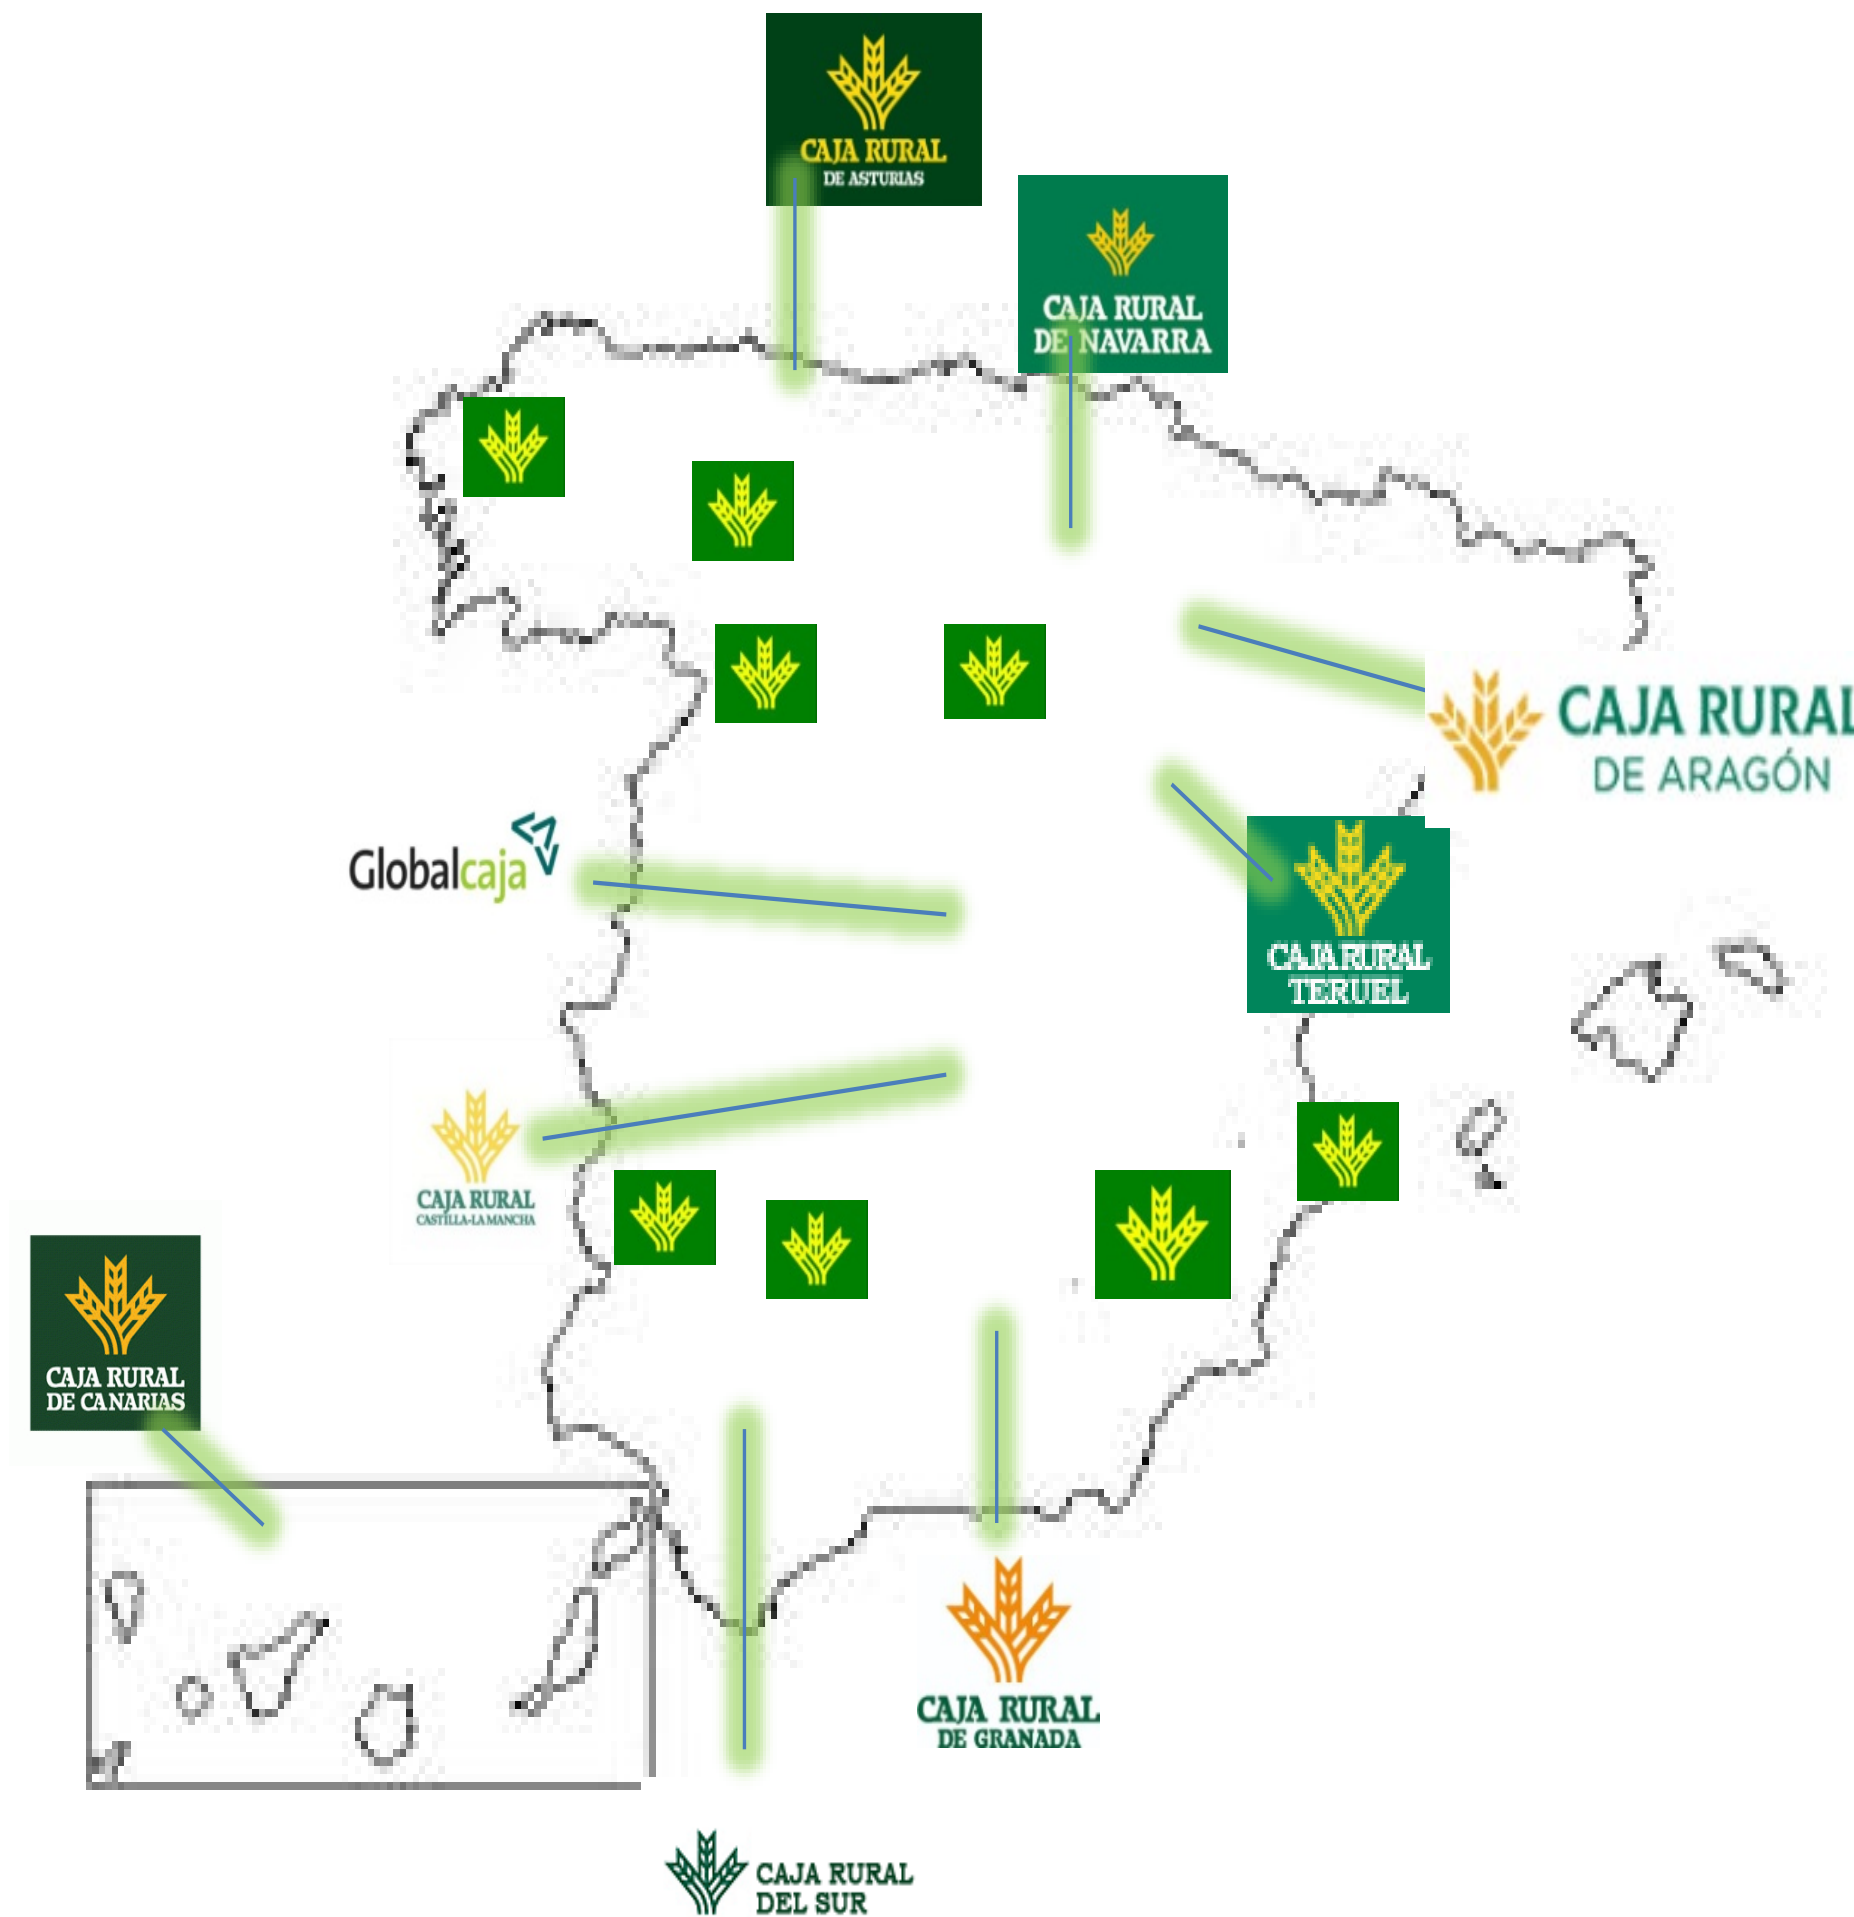 CAJA RURAL
DE ASTURIAS
CAJA RURAL
DE NAVARRA
CAJA RURAL
DE ARAGÓN
Globalcaja
CAJA RURAL
TERUEL
CAJA RURAL
CASTILLA-LA MANCHA
CAJA RURAL
DE CANARIAS
CAJA RURAL
DE GRANADA
CAJA RURAL
DEL SUR